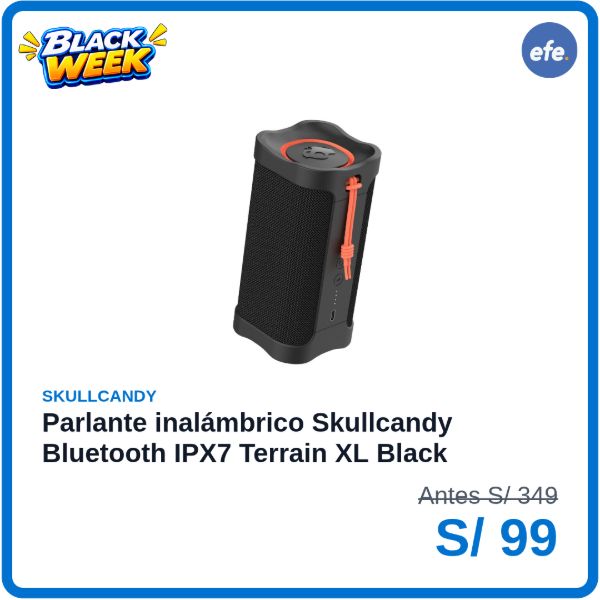 BLACK
WEEK
efe.
SKULLCANDY
Parlante inalámbrico Skullcandy
Bluetooth IPX7 Terrain XL Black
Antes S/ 349
S/ 99